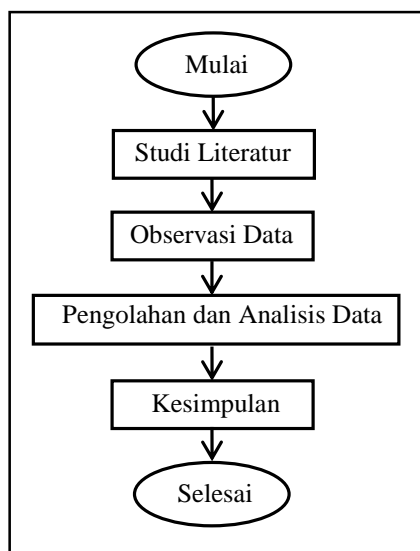 Mulai
Studi Literatur
Observasi Data
Pengolahan dan Analisis Data
Kesimpulan
Selesai